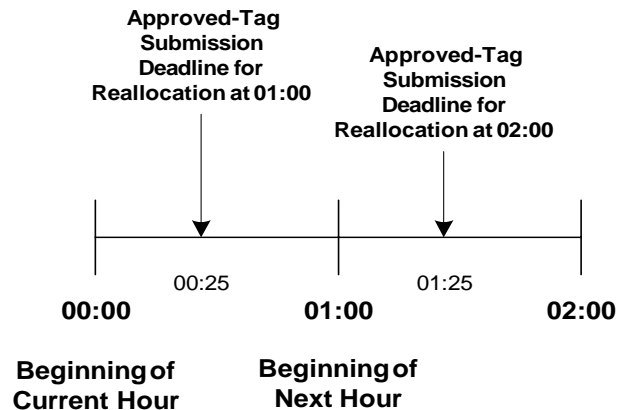 Approved-Tag
Submission
Deadline for
Reallocation at 01:00
Approved-Tag
Submission
Deadline for
Reallocation at 02:00
00:25
01:25
00:00
01:00
02:00
Beginning of
Current Hour
Beginning of
Next Hour